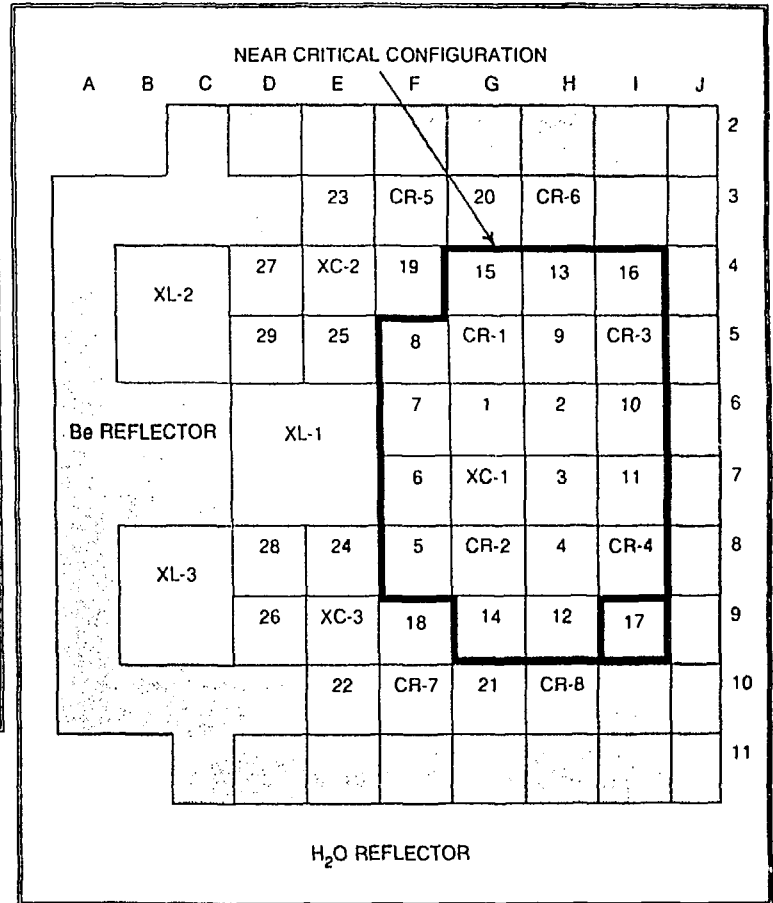 NEAR CRITICAL CONFIGURATION
A B C D E F G H I J
2
23 CR-5 20 CR-6 3
XL-2 27 XC-2 19 15 13 16 4
29 25 8 CR-1 9 CR-3 5
Be REFLECTOR XL-1 7 1 2 10 6
6 XC-1 3 11 7
XL-3 28 24 5 CR-2 4 CR-4 8
26 XC-3 18 14 12 17 9
22 CR-7 21 CR-8 10
11
H₂O REFLECTOR